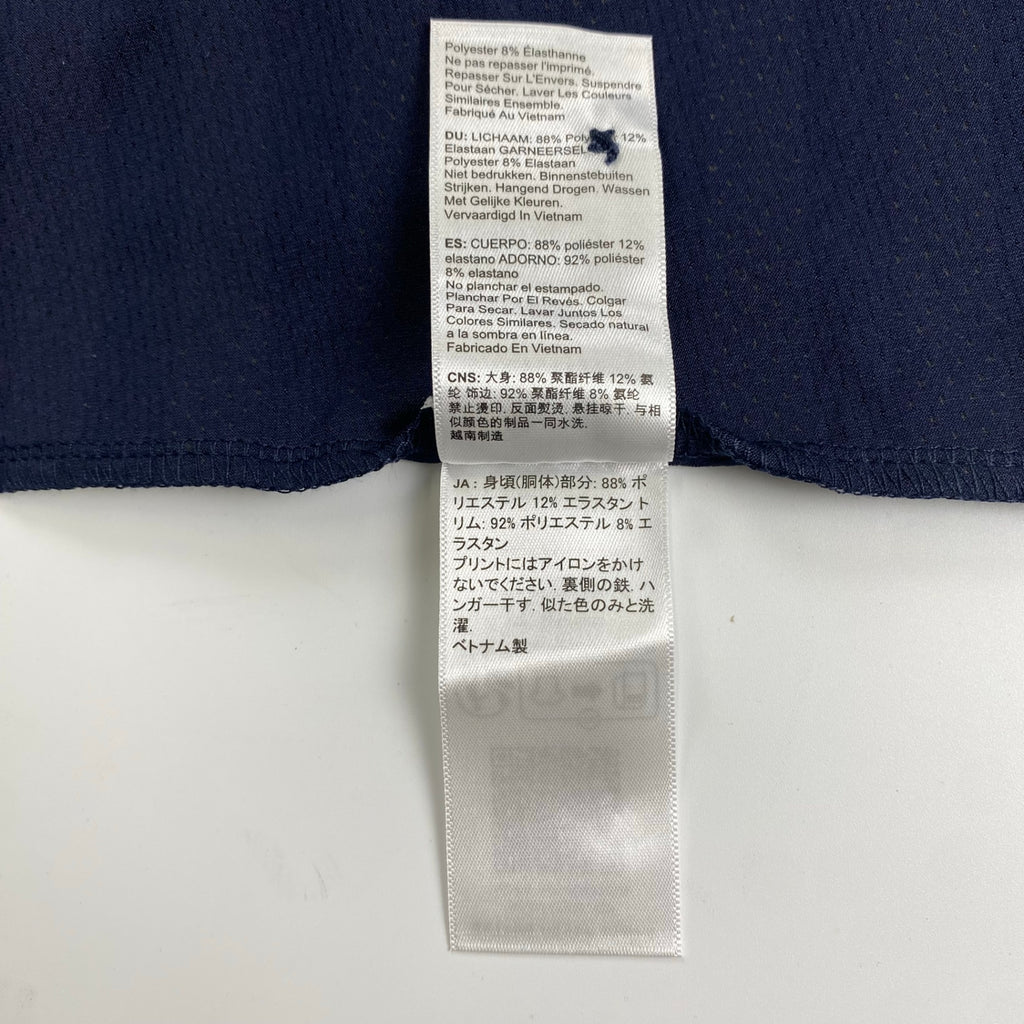 Polyester 8% Élasthanne
Ne pas repasser l'imprimé.
Repasser Sur L'Envers. Suspendre
Pour Sécher. Laver Les Couleurs
Similaires Ensemble.
Fabriqué Au Vietnam
DU: LICHAAM: 88% 12%
Elastaan GARNEERSEL
Polyester 8% Elastaan
Niet bedrukken. Binnenstebuiten
Strijken. Hangend Drogen. Wassen
Met Gelijke Kleuren.
Vervaardigd In Vietnam
ES: CUERPO: 88% poliéster 12%
elastano ADORNO: 92% poliéster
8% elastano
No planchar el estampado.
Planchar Por El Revés. Colgar
Para Secar. Lavar Juntos Los
Colores Similares. Secado natural
a la sombra en línea.
Fabricado En Vietnam
CNS: 大身: 88% 聚酯纤维 12% 氨
纶 饰边: 92% 聚酯纤维 8% 氨纶
禁止烫印. 反面熨烫. 悬挂晾干. 与相
似颜色的制品一同水洗.
越南制造
JA : 身頃(胴体)部分: 88% ポ
リエステル 12% エラスタン ト
リム: 92% ポリエステル 8% エ
ラスタン
プリントにはアイロンをかけ
ないでください. 裏側の鉄. ハ
ンガー干す. 似た色のみと洗
濯.
ベトナム製